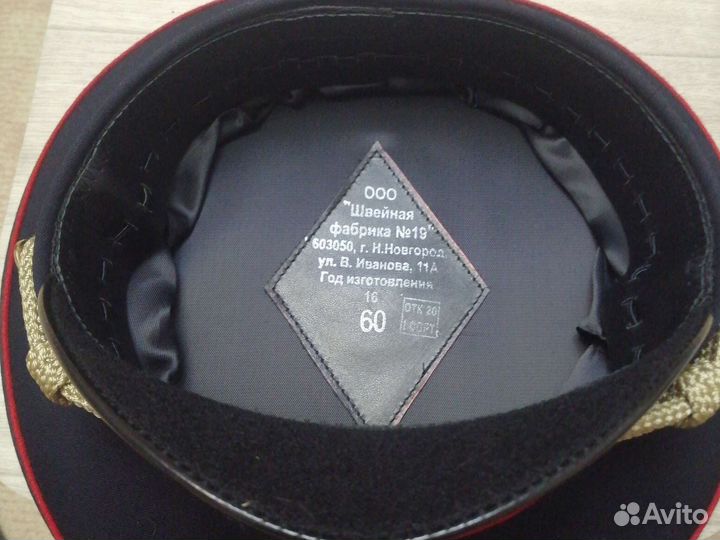 ООО
"Швейная
фабрика №19"
603050, г. Н.Новгород,
ул. В. Иванова, 11А
Год изготовления
16
60
ОТК 20
1 СОРТ
Avito